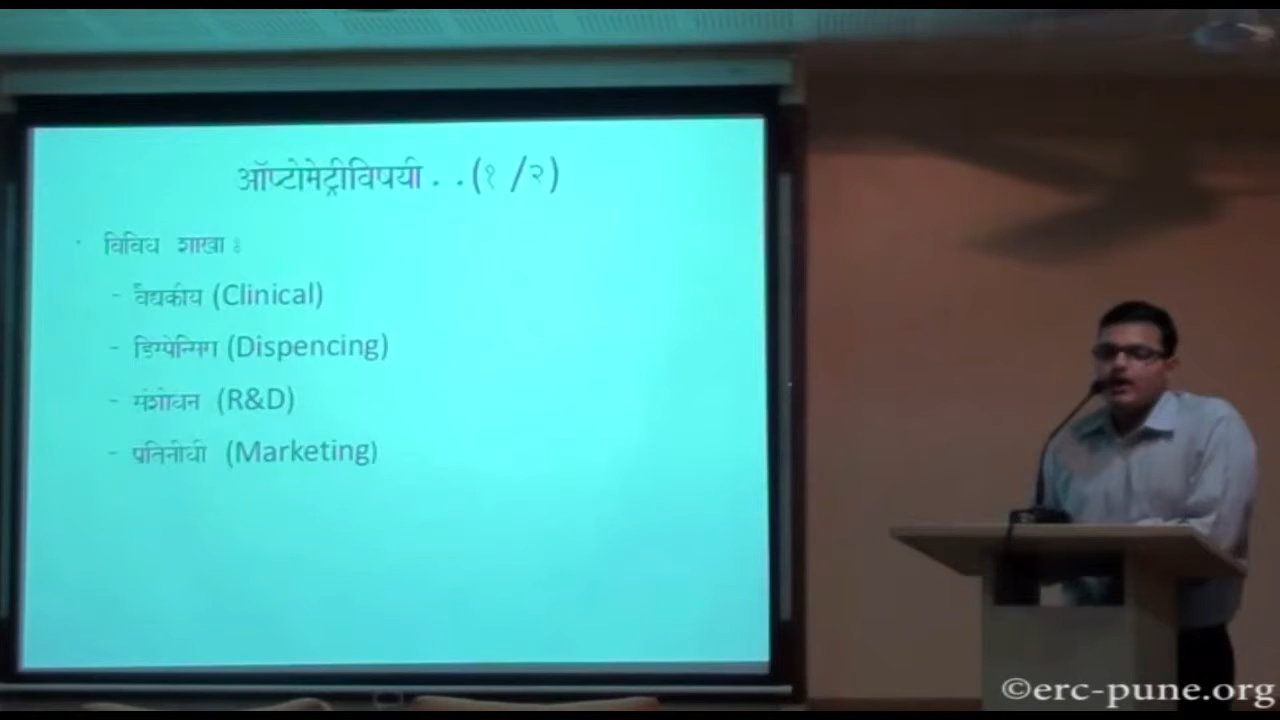 ऑप्टोमेट्रीविषयी . . (१ /२)
· विविध शाखा :
- वैद्यकीय (Clinical)
- डिस्पेन्सिंग (Dispencing)
- संशोधन (R&D)
- प्रतिनीधी (Marketing)
©erc-pune.org